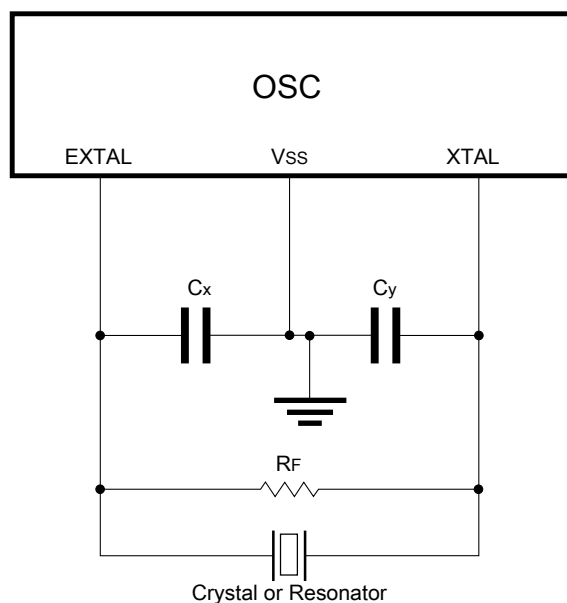 OSC
EXTAL VSS XTAL
Cx Cy
RF
Crystal or Resonator